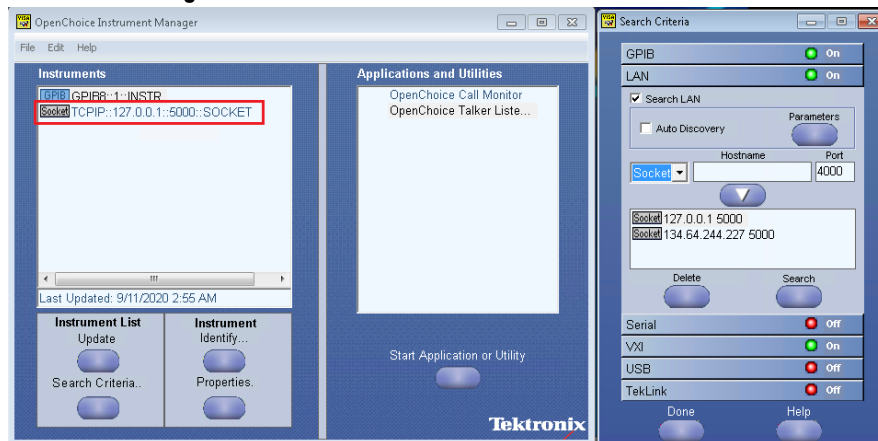 OpenChoice Instrument Manager
File Edit Help
Instruments
GPIB GPIB8::1::INSTR
Socket TCPIP::127.0.0.1::5000::SOCKET
Last Updated: 9/11/2020 2:55 AM
Instrument List
Update
Search Criteria..
Instrument
Identify...
Properties.
Applications and Utilities
OpenChoice Call Monitor
OpenChoice Talker Liste...
Start Application or Utility
Tektronix
Search Criteria
GPIB On
LAN On
Search LAN
Auto Discovery
Parameters
Hostname Port
Socket 4000
Socket 127.0.0.1 5000
Socket 134.64.244.227 5000
Delete Search
Serial Off
VXI On
USB Off
TekLink Off
Done Help